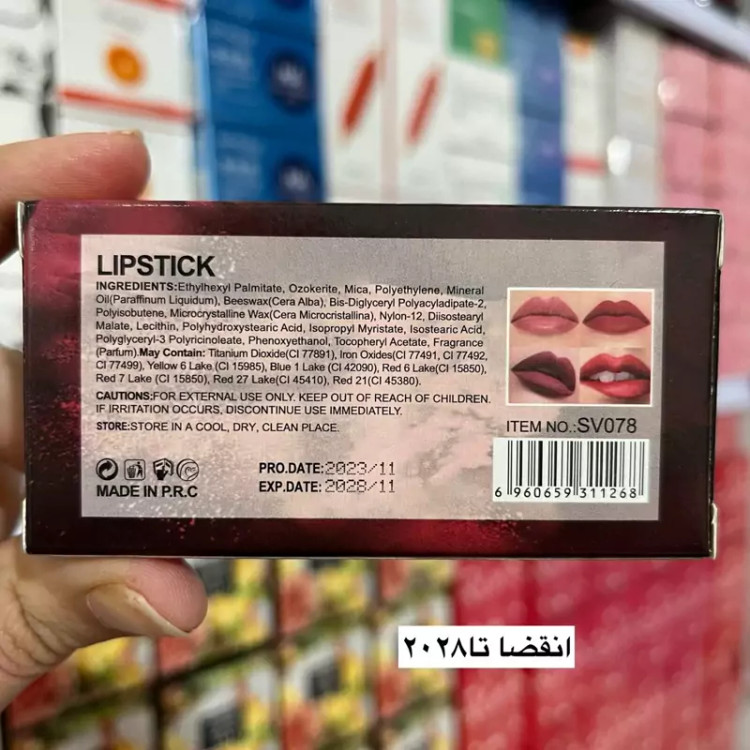 LIPSTICK
INGREDIENTS:Ethylhexyl Palmitate, Ozokerite, Mica, Polyethylene, Mineral
Oil(Paraffinum Liquidum), Beeswax(Cera Alba), Bis-Diglyceryl Polyacyladipate-2,
Polyisobutene, Microcrystalline Wax(Cera Microcristallina), Nylon-12, Diisostearyl
Malate, Lecithin, Polyhydroxystearic Acid, Isopropyl Myristate, Isostearic Acid,
Polyglyceryl-3 Polyricinoleate, Phenoxyethanol, Tocopheryl Acetate, Fragrance
(Parfum).May Contain: Titanium Dioxide(CI 77891), Iron Oxides(CI 77491, CI 77492,
CI 77499), Yellow 6 Lake (CI 15985), Blue 1 Lake (CI 42090), Red 6 Lake(CI 15850),
Red 7 Lake (CI 15850), Red 27 Lake(CI 45410), Red 21(CI 45380).
CAUTIONS:FOR EXTERNAL USE ONLY. KEEP OUT OF REACH OF CHILDREN.
IF IRRITATION OCCURS, DISCONTINUE USE IMMEDIATELY.
STORE:STORE IN A COOL, DRY, CLEAN PLACE.
ITEM NO.:SV078
6 960659 311268
PRO.DATE:2023/11
EXP.DATE:2028/11
MADE IN P.R.C
انقضا تا٢٠٢٨